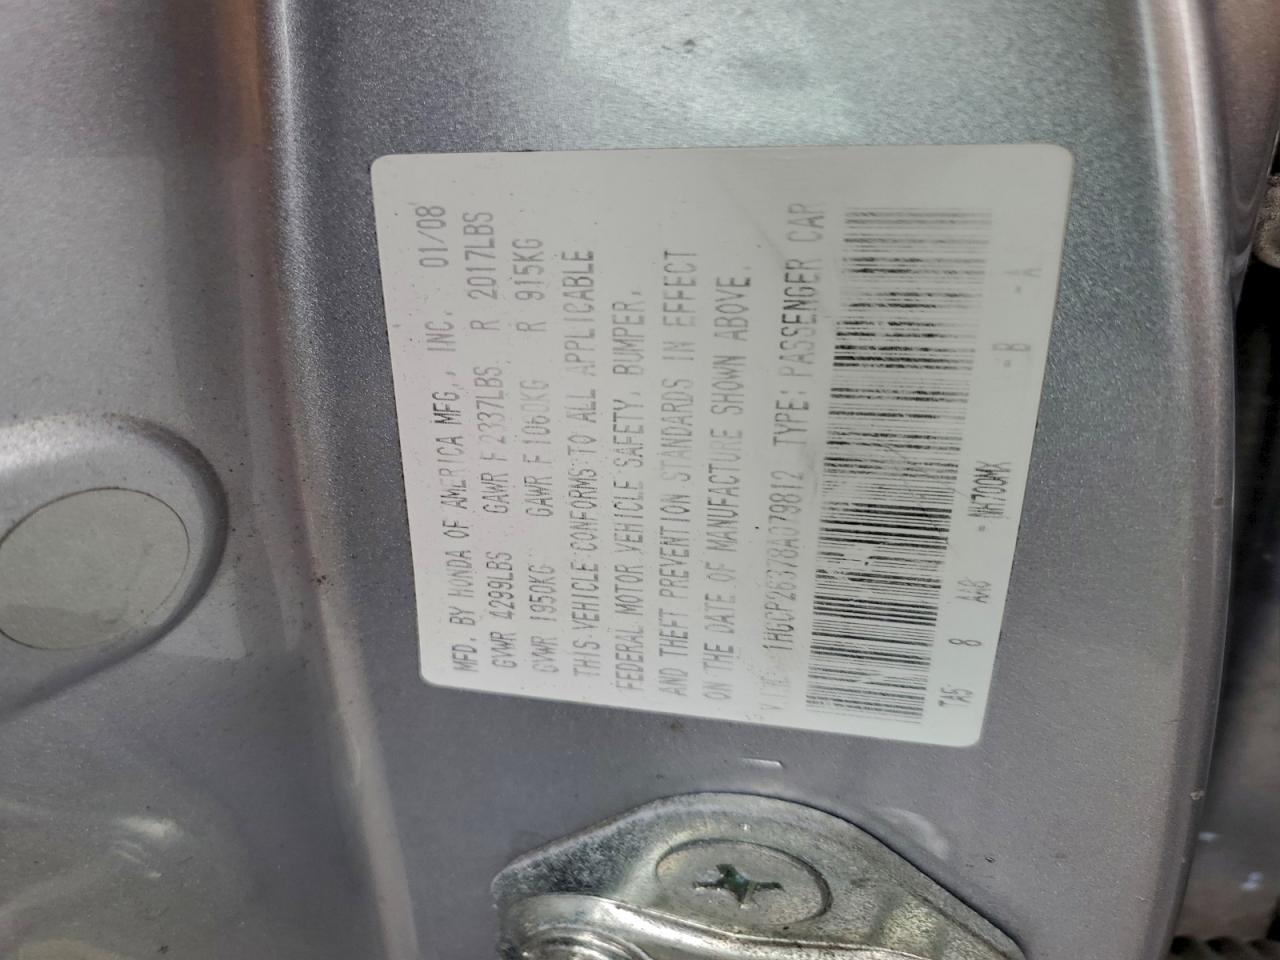 MFD. BY HONDA OF AMERICA MFG., INC. 01/08
GVWR 4299LBS GAWR F 2337LBS R 2017LBS
GVWR 1950KG GAWR F 1060KG R 915KG
THIS VEHICLE CONFORMS TO ALL APPLICABLE
FEDERAL MOTOR VEHICLE SAFETY, BUMPER,
AND THEFT PREVENTION STANDARDS IN EFFECT
ON THE DATE OF MANUFACTURE SHOWN ABOVE.
1HGCP26378A079812 TYPE: PASSENGER CAR
TA5 8 AA8 - NH700MX - B - A